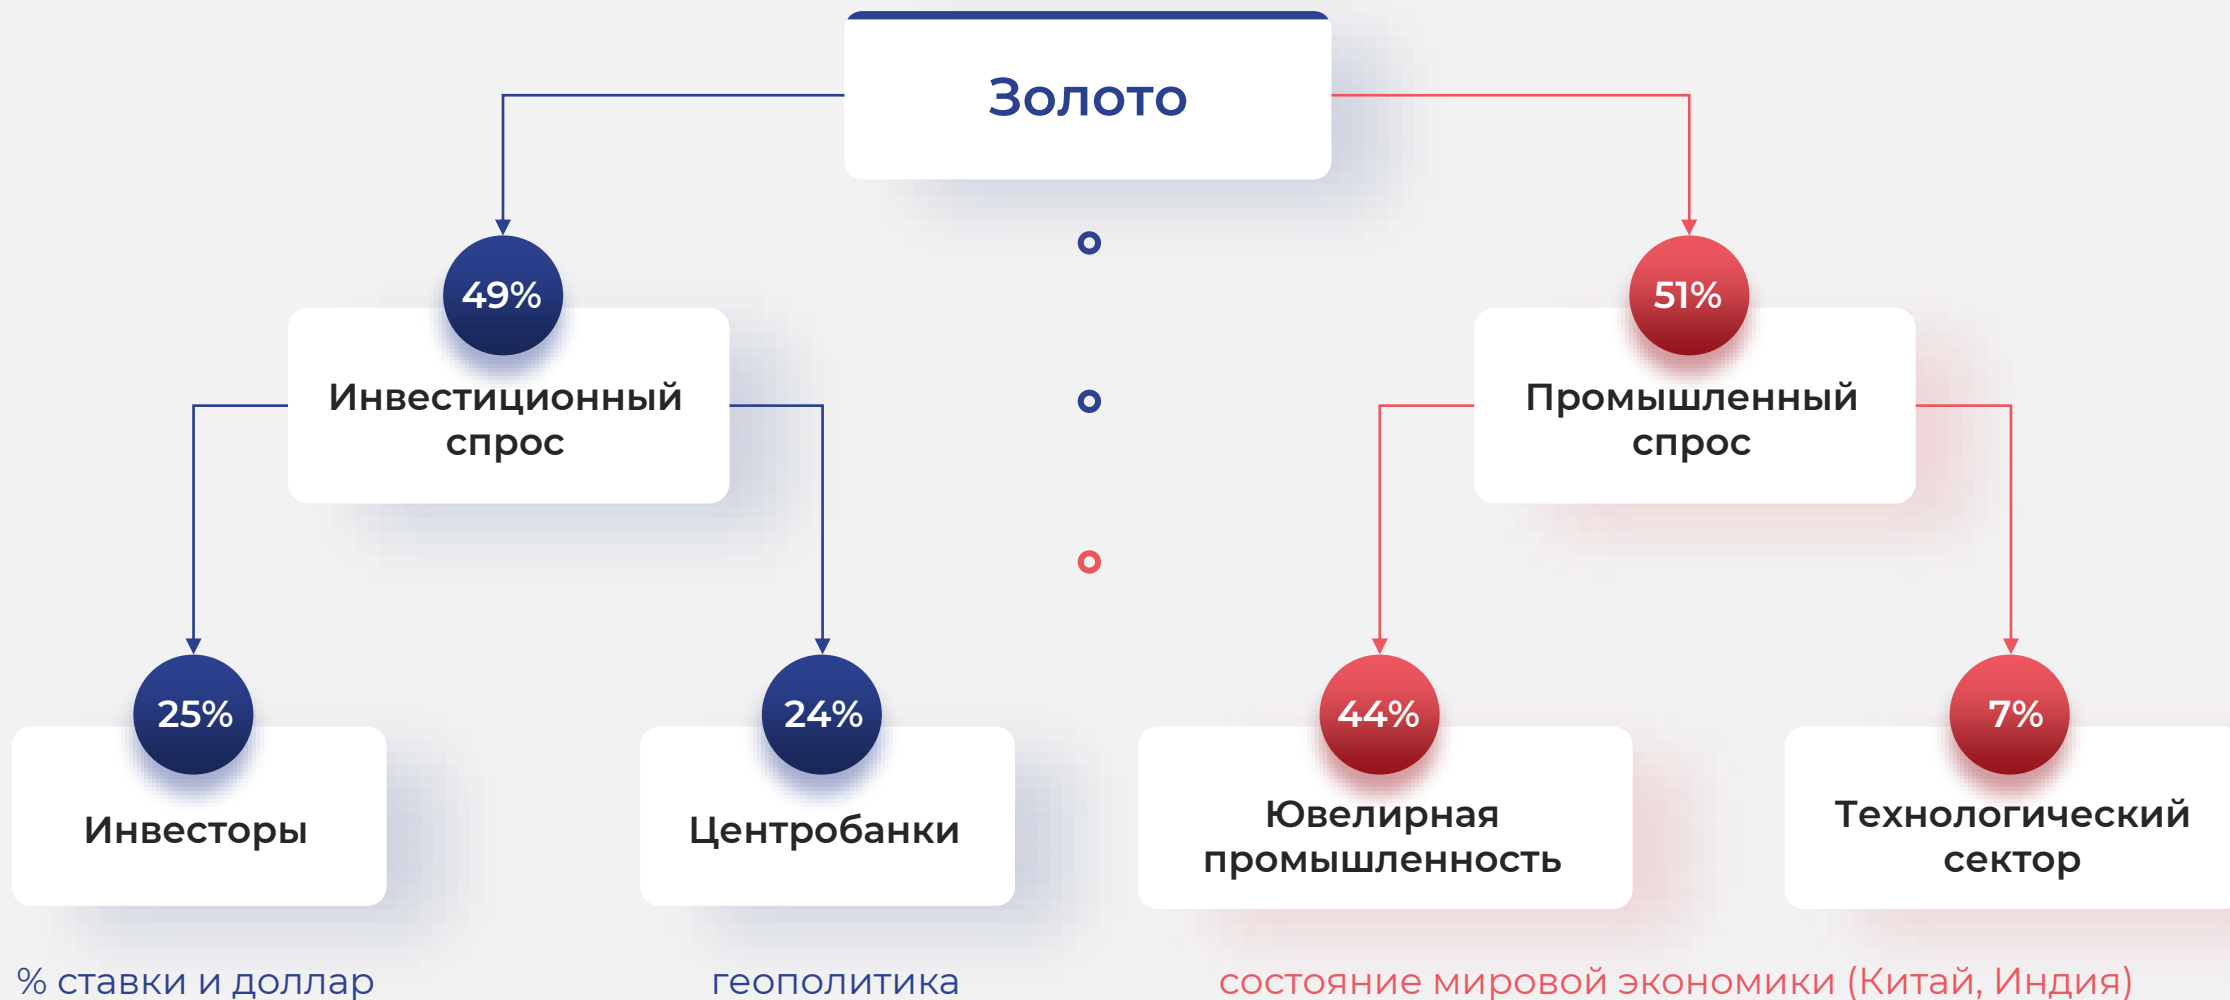 Золото
49%
Инвестиционный
спрос
51%
Промышленный
спрос
25%
Инвесторы
24%
Центробанки
44%
Ювелирная
промышленность
7%
Технологический
сектор
% ставки и доллар
геополитика
состояние мировой экономики (Китай, Индия)